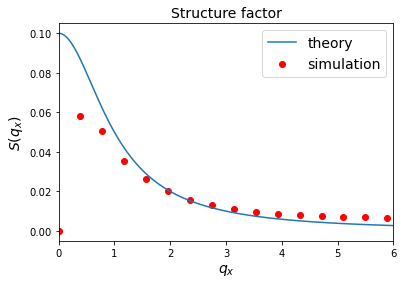 Structure factor
theory
simulation
S(qₓ)
0.10
0.08
0.06
0.04
0.02
0.00
0 1 2 3 4 5 6
qₓ